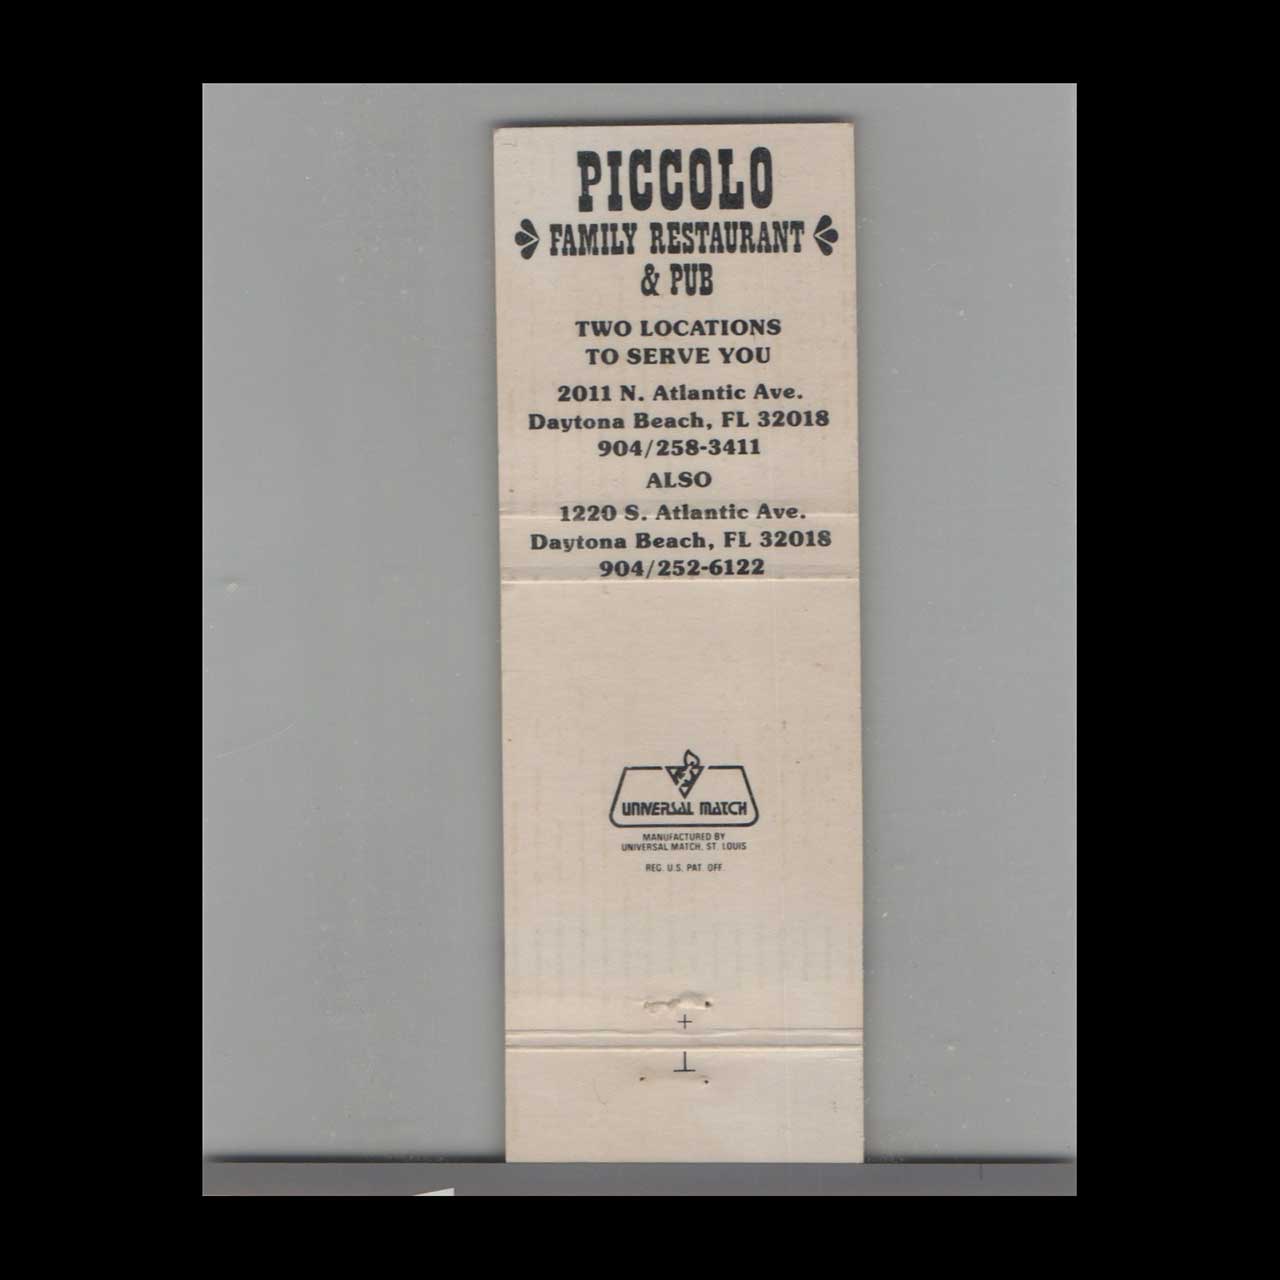 PICCOLO
FAMILY RESTAURANT
& PUB
TWO LOCATIONS
TO SERVE YOU
2011 N. Atlantic Ave.
Daytona Beach, FL 32018
904/258-3411
ALSO
1220 S. Atlantic Ave.
Daytona Beach, FL 32018
904/252-6122
UNIVERSAL MATCH
MANUFACTURED BY
UNIVERSAL MATCH, ST. LOUIS
REG. U.S. PAT. OFF.